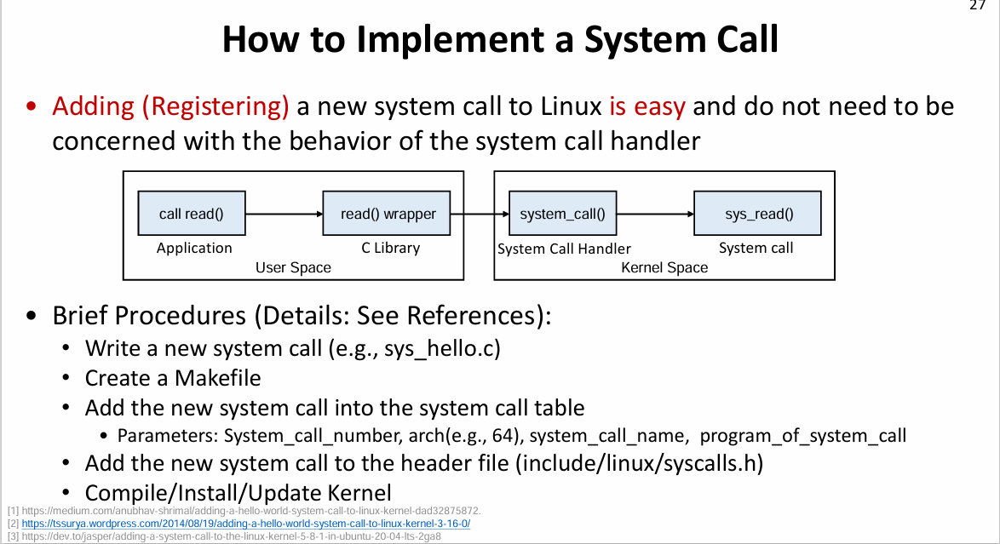 27
How to Implement a System Call
• Adding (Registering) a new system call to Linux is easy and do not need to be
concerned with the behavior of the system call handler
call read()
read() wrapper
system_call()
sys_read()
Application
C Library
System Call Handler
System call
User Space
Kernel Space
• Brief Procedures (Details: See References):
• Write a new system call (e.g., sys_hello.c)
• Create a Makefile
• Add the new system call into the system call table
• Parameters: System_call_number, arch(e.g., 64), system_call_name, program_of_system_call
• Add the new system call to the header file (include/linux/syscalls.h)
• Compile/Install/Update Kernel
[1] https://medium.com/anubhav-shrimal/adding-a-hello-world-system-call-to-linux-kernel-dad32875872.
[2] https://tssurya.wordpress.com/2014/08/19/adding-a-hello-world-system-call-to-linux-kernel-3-16-0/
[3] https://dev.to/jasper/adding-a-system-call-to-the-linux-kernel-5-8-1-in-ubuntu-20-04-lts-2ga8